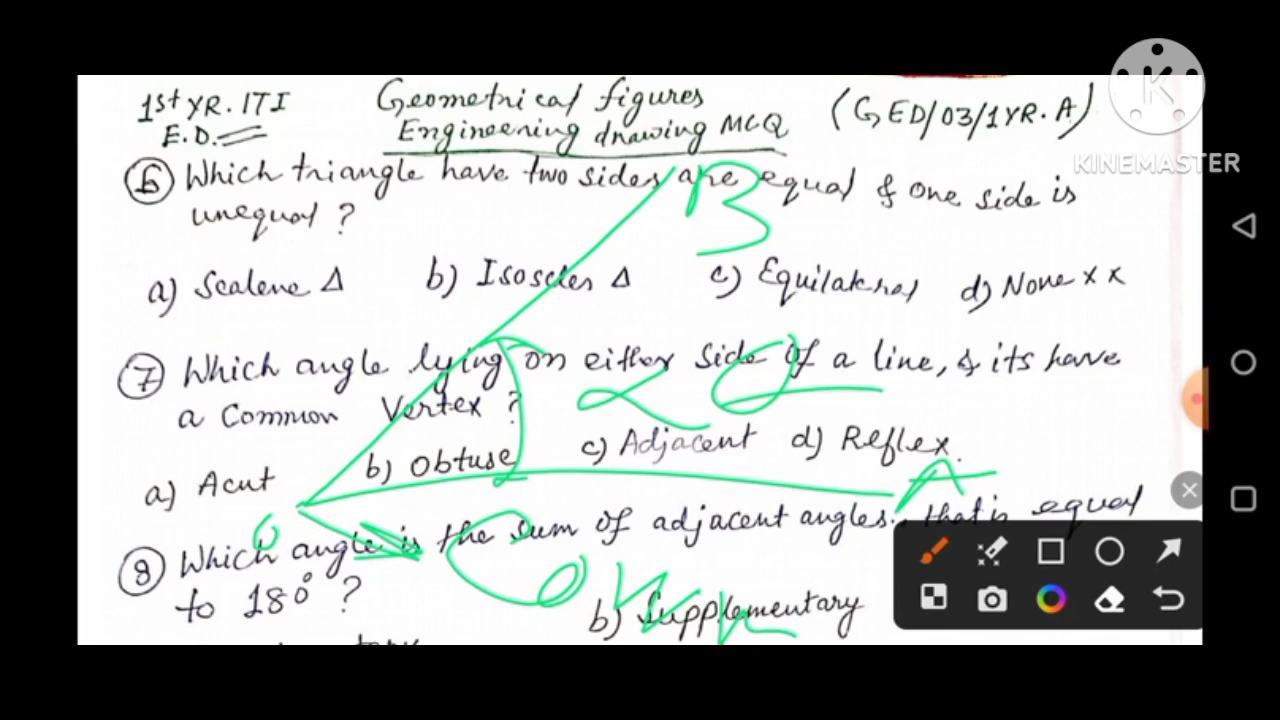 1st YR. ITI
E.D.
Geometrical figures
Engineering drawing MCQ
(GED/03/1YR.A)
KINEMASTER
⑥ Which triangle have two sides are equal & one side is
unequal ?
a) Scalene Δ b) Isosceles Δ c) Equilateral d) None x x
B
⑦ Which angle lying on either side of a line, & its have
a Common Vertex ?
a) Acut b) Obtuse c) Adjacent d) Reflex.
A
O
⑧ Which angle is the sum of adjacent angles, that is equal
to 180° ?
b) Supplementary